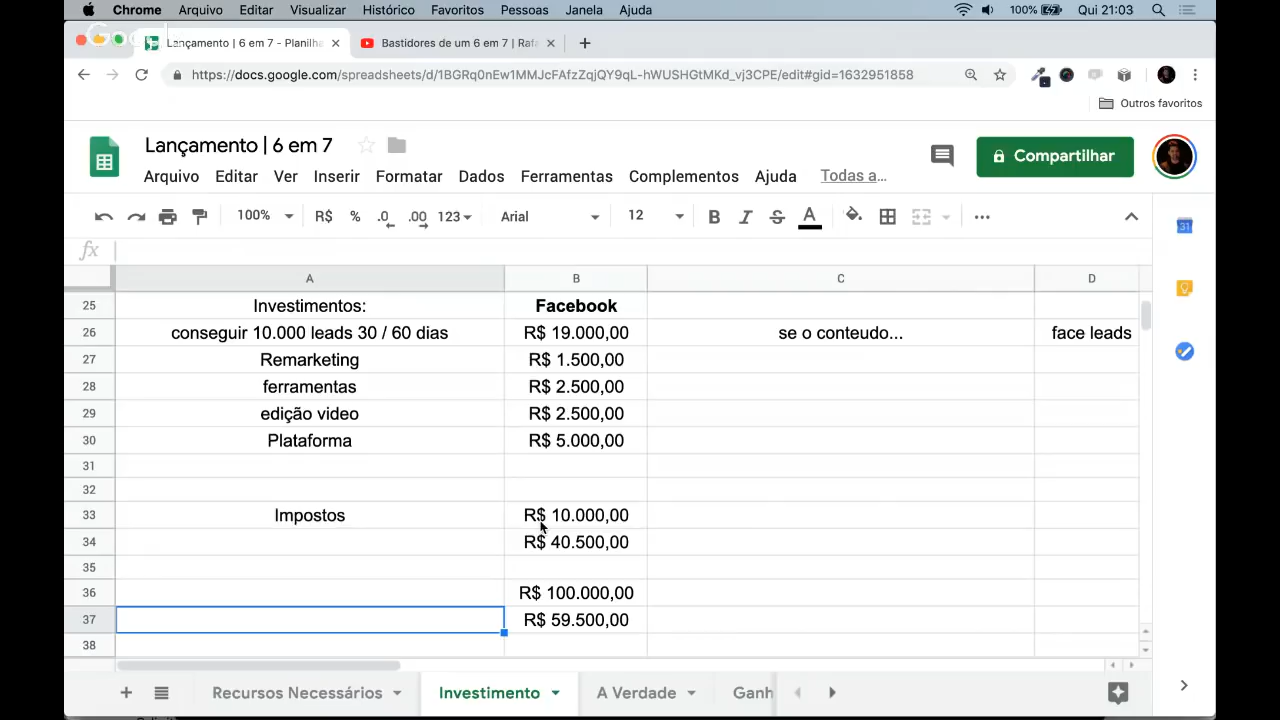 Chrome Arquivo Editar Visualizar Histórico Favoritos Pessoas Janela Ajuda 100% Qui 21:03
Lançamento | 6 em 7 - Planilha Bastidores de um 6 em 7 | Rafa
https://docs.google.com/spreadsheets/d/1BGRq0nEw1MMJcFAfzZqjQY9qL-hWUSHGtMKd_vj3CPE/edit#gid=1632951858
Outros favoritos
Lançamento | 6 em 7
Compartilhar
Arquivo Editar Ver Inserir Formatar Dados Ferramentas Complementos Ajuda Todas a...
100% R$ % .0 .00 123 Arial 12 B I S A
fx
A B C D
25 Investimentos: Facebook
26 conseguir 10.000 leads 30 / 60 dias R$ 19.000,00 se o conteudo... face leads
27 Remarketing R$ 1.500,00
28 ferramentas R$ 2.500,00
29 edição video R$ 2.500,00
30 Plataforma R$ 5.000,00
31
32
33 Impostos R$ 10.000,00
34 R$ 40.500,00
35
36 R$ 100.000,00
37 R$ 59.500,00
38
Recursos Necessários Investimento A Verdade Ganh
31